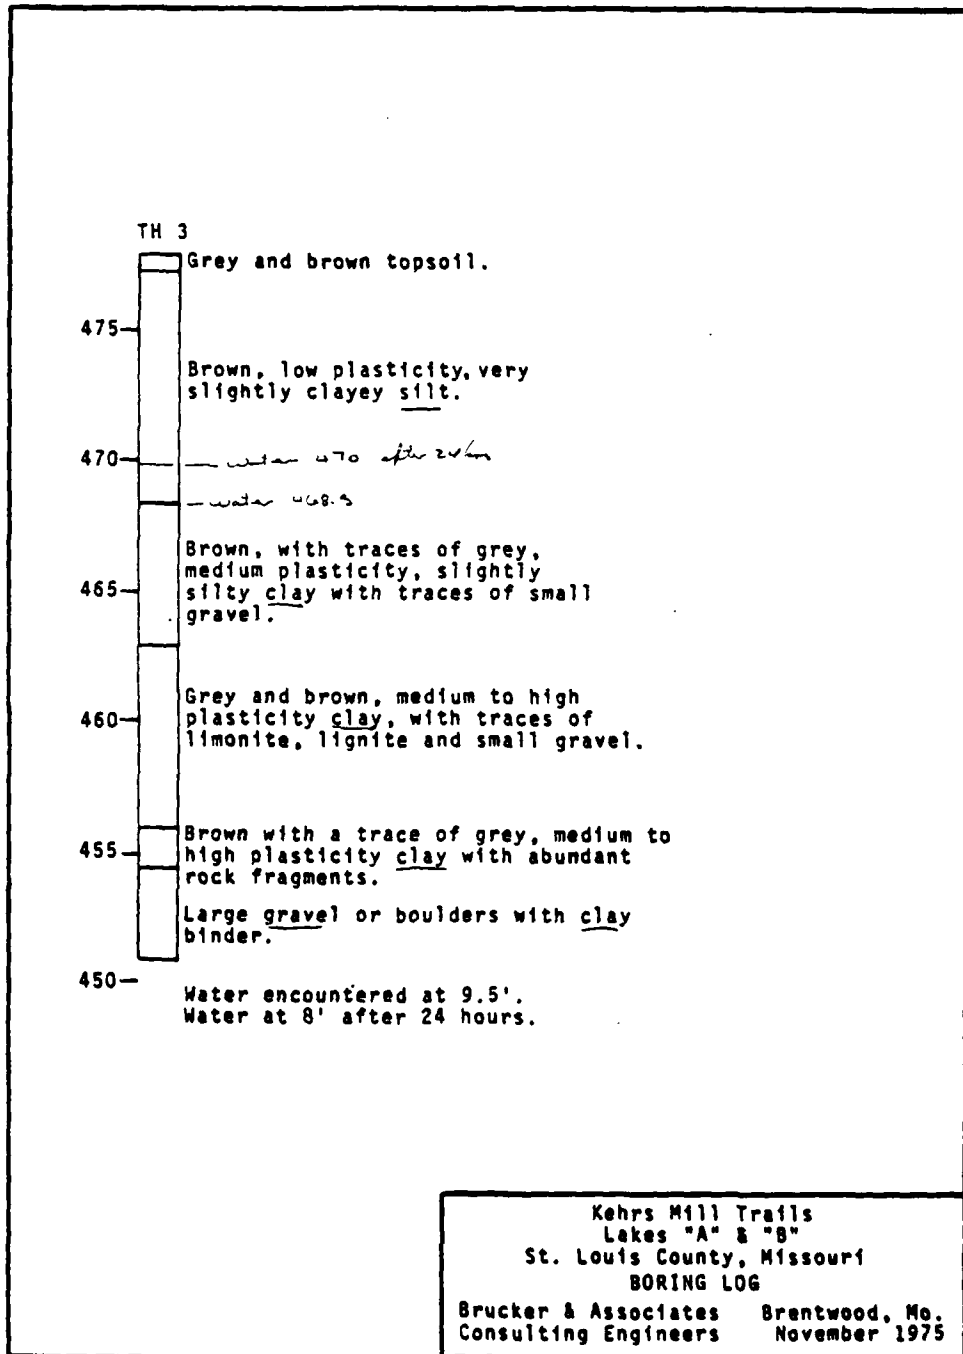 TH 3
Grey and brown topsoil.
475
Brown, low plasticity, very
slightly clayey silt.
470
water 470 after 24 hrs
water 468.5
Brown, with traces of grey,
medium plasticity, slightly
465
silty clay with traces of small
gravel.
Grey and brown, medium to high
460
plasticity clay, with traces of
limonite, lignite and small gravel.
Brown with a trace of grey, medium to
455
high plasticity clay with abundant
rock fragments.
Large gravel or boulders with clay
binder.
450
Water encountered at 9.5'.
Water at 8' after 24 hours.
Kehrs Mill Trails
Lakes "A" & "B"
St. Louis County, Missouri
BORING LOG
Brucker & Associates Brentwood, Mo.
Consulting Engineers November 1975